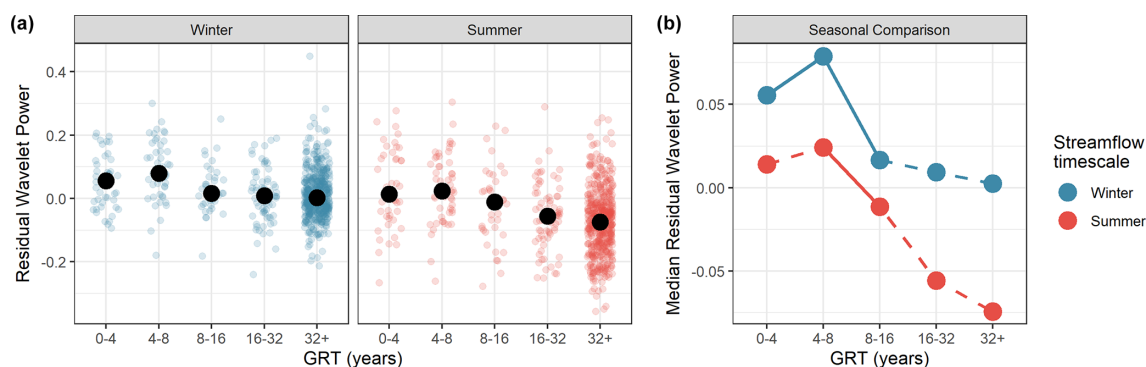 (a)
Winter
Summer
Residual Wavelet Power
0.4
0.2
0.0
-0.2
0-4
4-8
8-16
16-32
32+
0-4
4-8
8-16
16-32
32+
GRT (years)
(b)
Seasonal Comparison
Median Residual Wavelet Power
0.05
0.00
-0.05
0-4
4-8
8-16
16-32
32+
GRT (years)
Streamflow
timescale
Winter
Summer